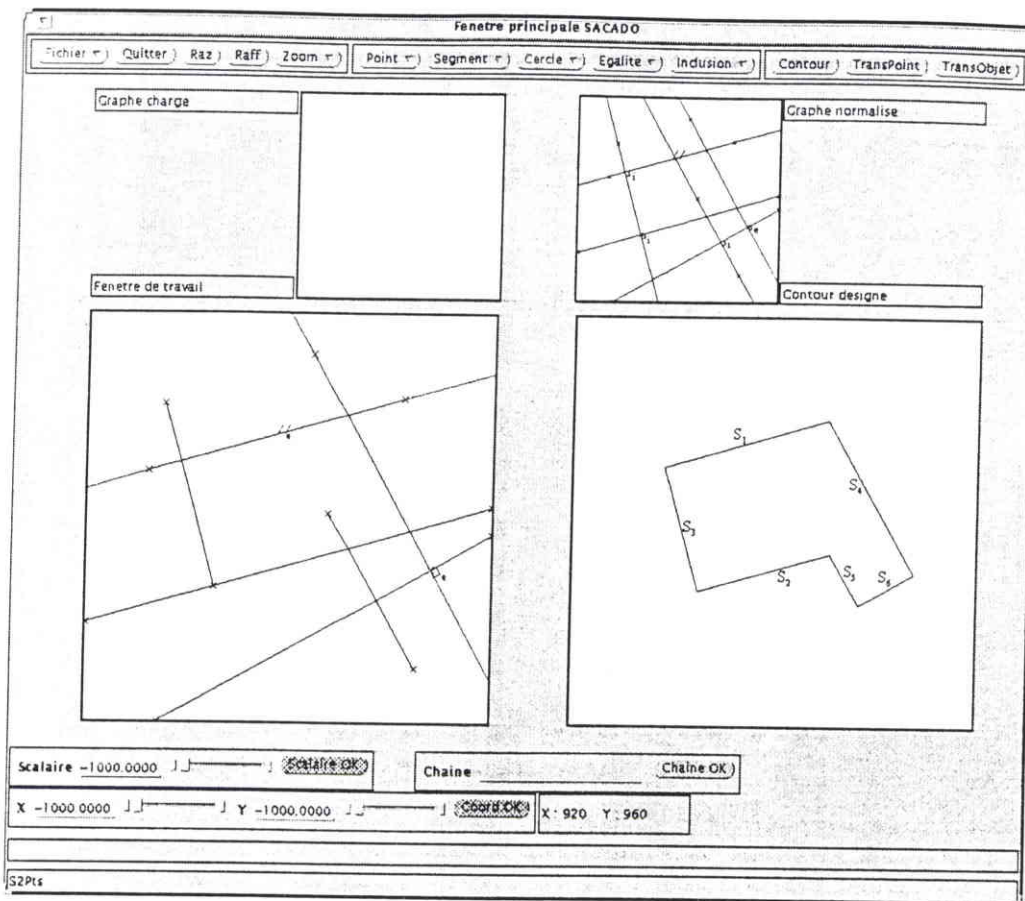 Fenetre principale SACADO
Fichier Quitter Raz Raff Zoom Point Segment Cercle Egalite Inclusion Contour TransPoint TransObjet
Graphe charge
Graphe normalise
Fenetre de travail
Contour designe
S1
S4
S3
S2
S5
S6
Scalaire -1000.0000 Scalaire OK
Chaine Chaine OK
X -1000.0000 Y -1000.0000 Coord.OK X : 920 Y : 960
S2Pts